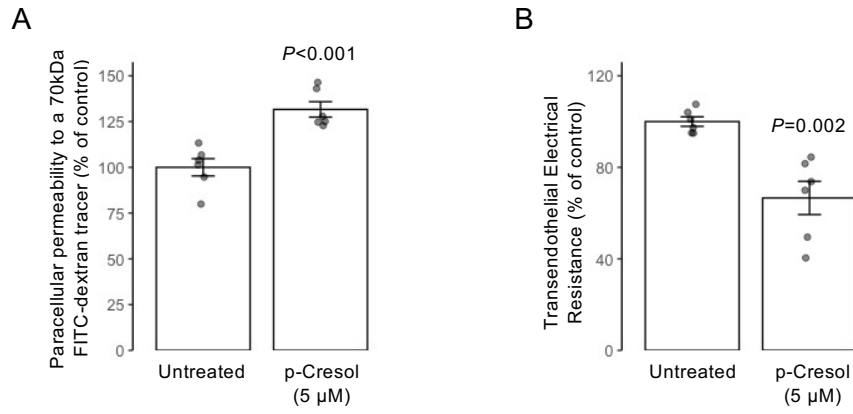 A
B
Paracellular permeability to a 70kDa
FITC-dextran tracer (% of control)
150
125
100
75
50
25
0
P<0.001
Untreated
p-Cresol
(5 µM)
Transendothelial Electrical
Resistance (% of control)
120
80
40
0
P=0.002
Untreated
p-Cresol
(5 µM)